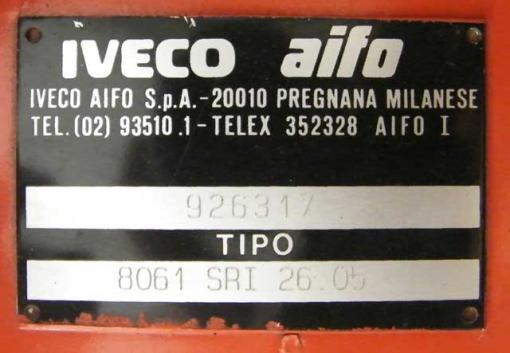 IVECO aifo
IVECO AIFO S.p.A.-20010 PREGNANA MILANESE
TEL.(02) 93510.1-TELEX 352328 AIFO I
926317
TIPO
8061 SRI 26.05